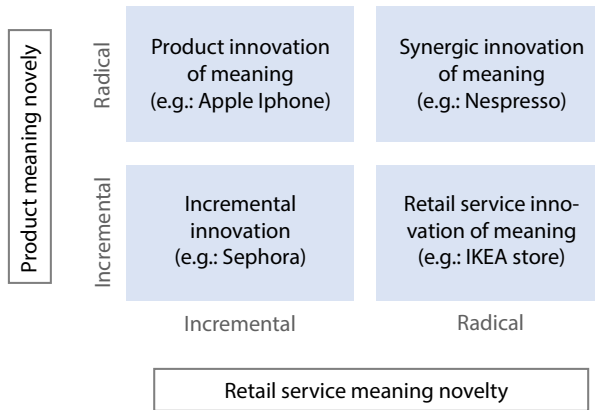 Product meaning novely
Radical
Product innovation
of meaning
(e.g.: Apple Iphone)
Synergic innovation
of meaning
(e.g.: Nespresso)
Incremental
Incremental
innovation
(e.g.: Sephora)
Retail service inno-
vation of meaning
(e.g.: IKEA store)
Incremental
Radical
Retail service meaning novelty